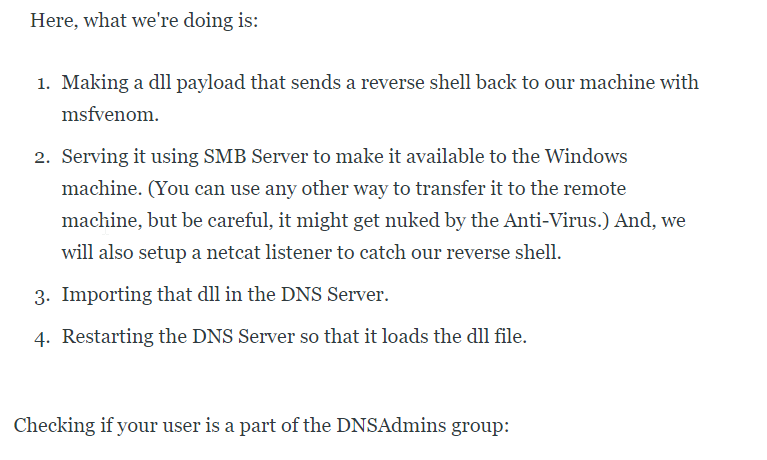 Here, what we're doing is:
1. Making a dll payload that sends a reverse shell back to our machine with
msfvenom.
2. Serving it using SMB Server to make it available to the Windows
machine. (You can use any other way to transfer it to the remote
machine, but be careful, it might get nuked by the Anti-Virus.) And, we
will also setup a netcat listener to catch our reverse shell.
3. Importing that dll in the DNS Server.
4. Restarting the DNS Server so that it loads the dll file.
Checking if your user is a part of the DNSAdmins group: